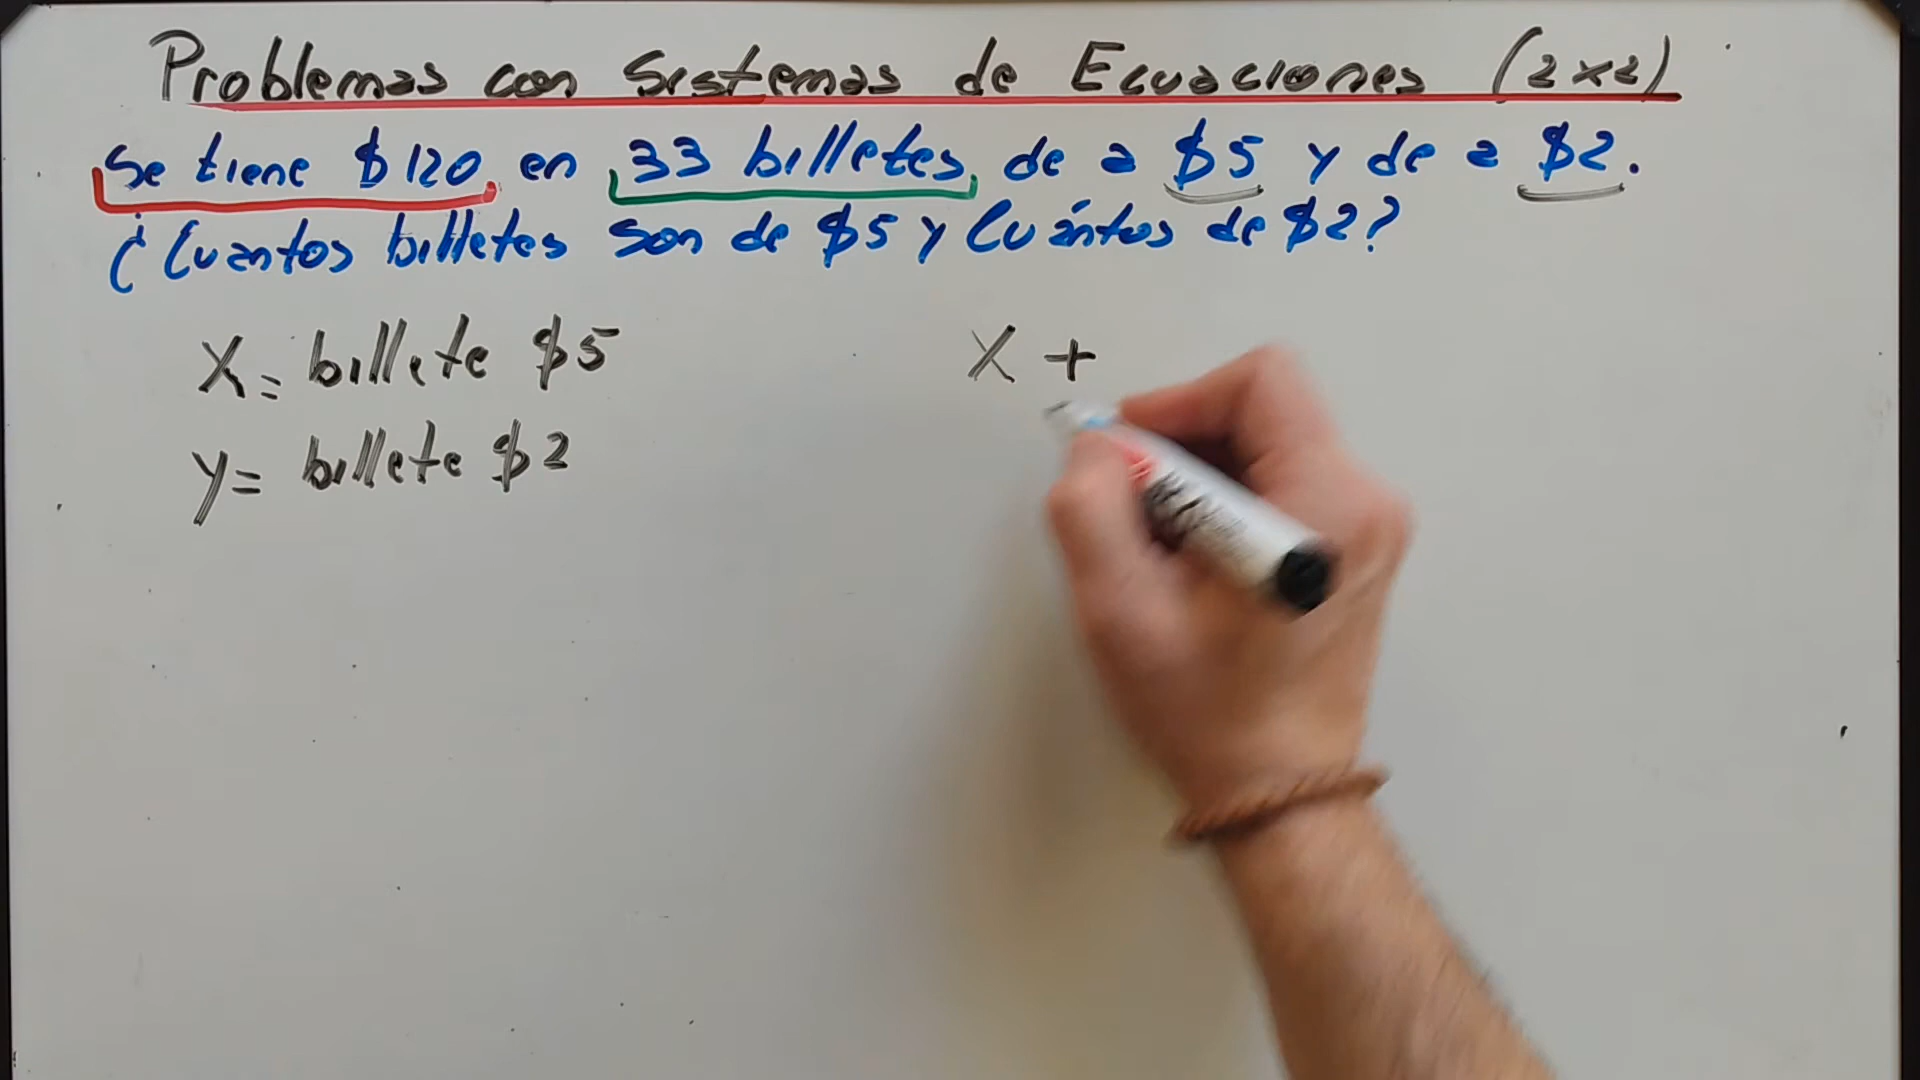 Problemas con Sistemas de Ecuaciones (2x2)
Se tiene $120 en 33 billetes de a $5 y de a $2.
¿Cuantos billetes son de $5 y Cuántos de $2?
X = billete $5
X +
y = billete $2